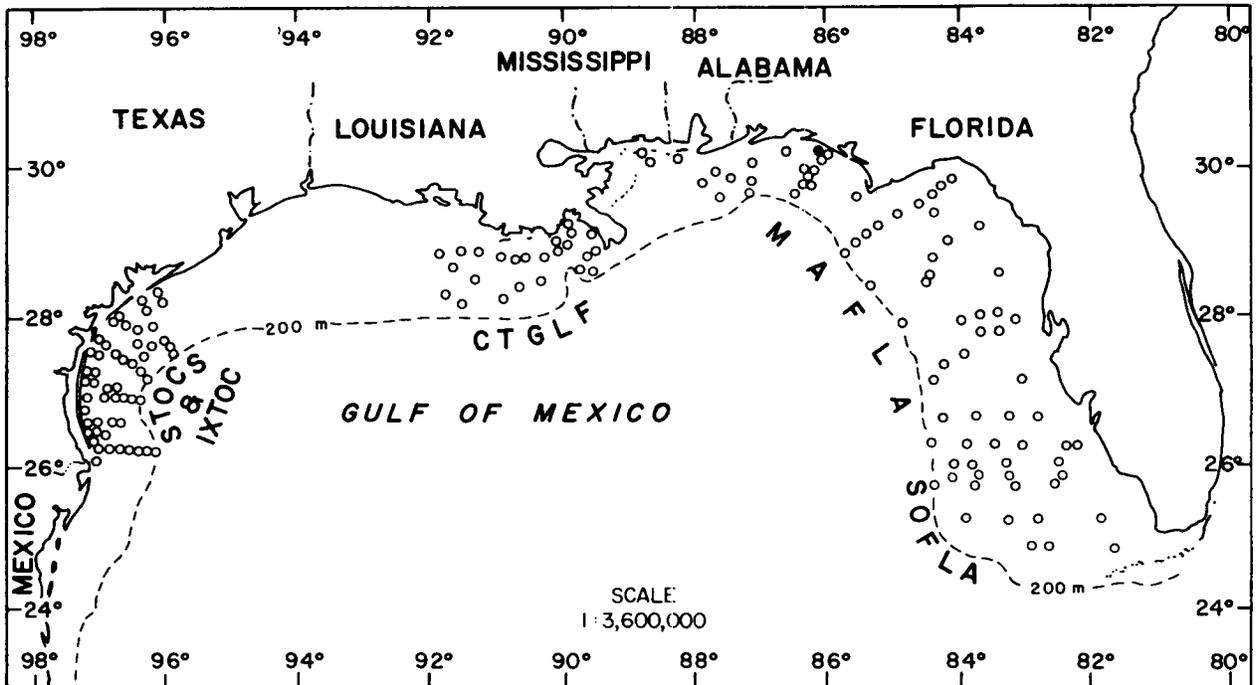 98° 96° 94° 92° 90° 88° 86° 84° 82° 80°
MISSISSIPPI
ALABAMA
TEXAS
LOUISIANA
FLORIDA
30° 30°
MAFLA
28° 28°
200 m
CTGLF
STOCS
&
IXTOC
GULF OF MEXICO
26° 26°
SOFLA
MEXICO
200 m
SCALE
1:3,600,000
24° 24°
98° 96° 94° 92° 90° 88° 86° 84° 82° 80°